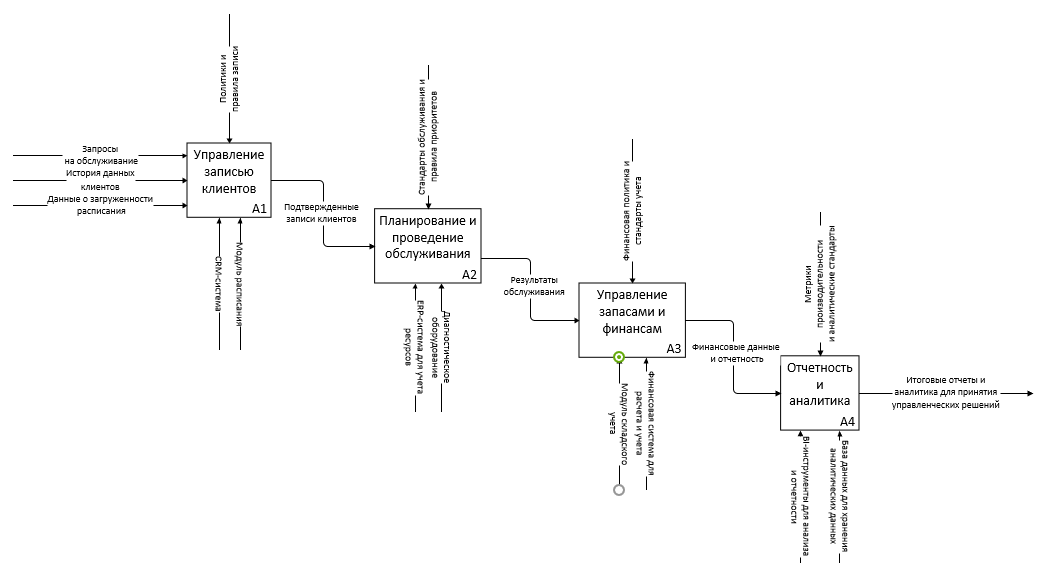 Политики и
правила записи
Запросы
на обслуживание
История данных
клиентов
Данные о загруженности
расписания
Управление
записью
клиентов
A1
CRM-система
Модуль расписания
Подтвержденные
записи клиентов
Стандарты обслуживания и
правила приоритетов
Планирование и
проведение
обслуживания
A2
ERP-система для учета
ресурсов
Диагностическое
оборудование
Результаты
обслуживания
Финансовая политика и
стандарты учета
Управление
запасами и
финансам
A3
Модуль складского
учета
Финансовая система для
расчета и учета
Финансовые данные
и отчетность
Метрики
производительности
и аналитические стандарты
Отчетность
и
аналитика
A4
BI-инструменты для анализа
и отчетности
База данных для хранения
аналитических данных
Итоговые отчеты и
аналитика для принятия
управленческих решений